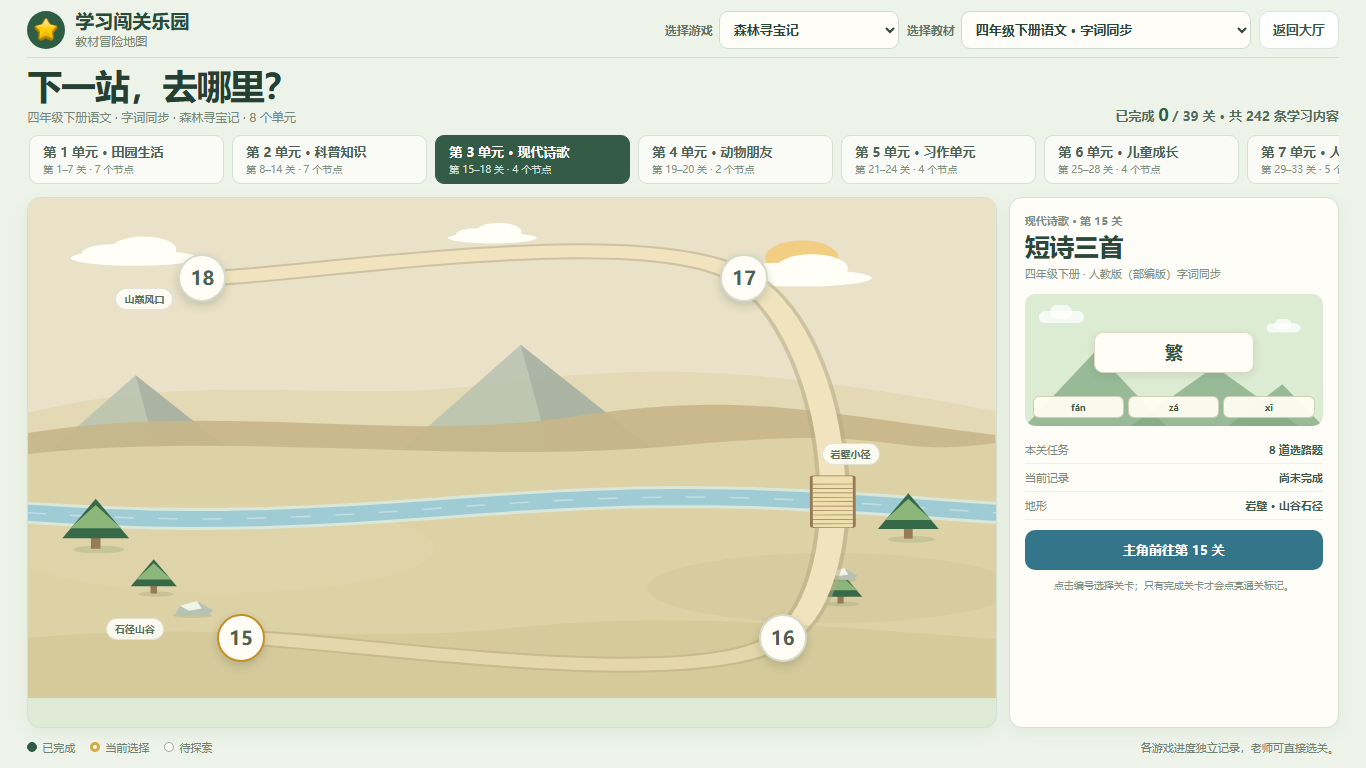 学习闯关乐园
教材冒险地图
选择游戏 森林寻宝记 选择教材 四年级下册语文 • 字词同步 返回大厅
下一站，去哪里？
四年级下册语文 · 字词同步 · 森林寻宝记 · 8 个单元
已完成 0 / 39 关 • 共 242 条学习内容
第 1 单元 • 田园生活
第 1–7 关 · 7 个节点
第 2 单元 • 科普知识
第 8–14 关 · 7 个节点
第 3 单元 • 现代诗歌
第 15–18 关 · 4 个节点
第 4 单元 • 动物朋友
第 19–20 关 · 2 个节点
第 5 单元 • 习作单元
第 21–24 关 · 4 个节点
第 6 单元 • 儿童成长
第 25–28 关 · 4 个节点
第 7 单元 • 人
第 29–33 关 · 5 个
18
17
山巅风口
岩壁小径
石径山谷
15
16
现代诗歌 • 第 15 关
短诗三首
四年级下册 · 人教版（部编版）字词同步
繁
fán
zá
xī
本关任务 8 道选路题
当前记录 尚未完成
地形 岩壁 • 山谷石径
主角前往第 15 关
点击编号选择关卡；只有完成关卡才会点亮通关标记。
已完成 当前选择 待探索
各游戏进度独立记录，老师可直接选关。